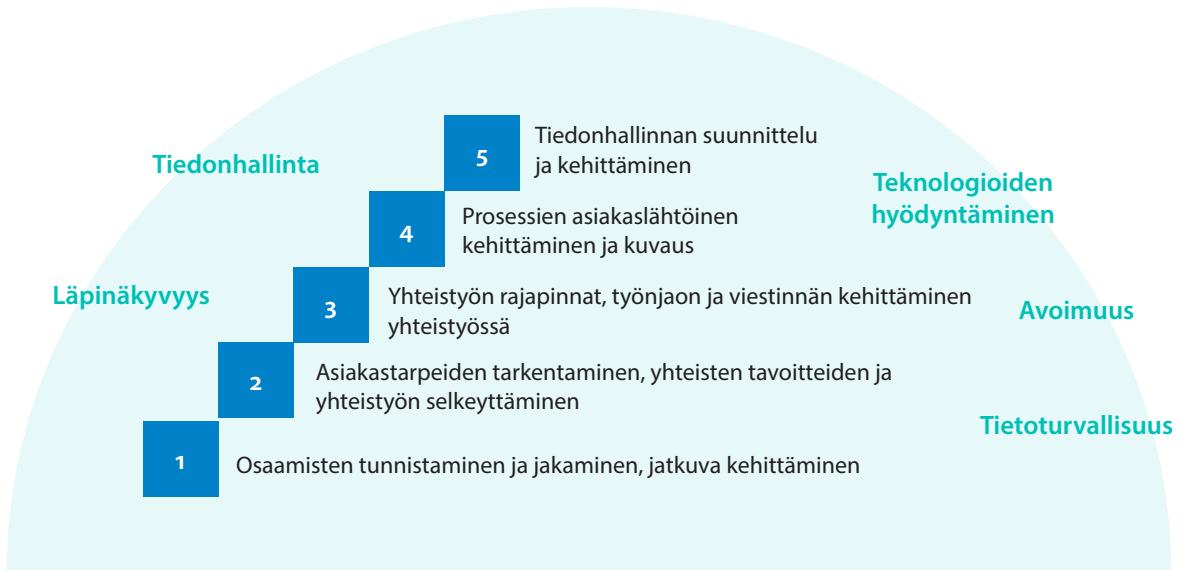 5
Tiedonhallinnan suunnittelu
ja kehittäminen
Tiedonhallinta
Teknologioiden
hyödyntäminen
4
Prosessien asiakaslähtöinen
kehittäminen ja kuvaus
Läpinäkyvyys
3
Yhteistyön rajapinnat, työnjaon ja viestinnän kehittäminen
yhteistyössä
Avoimuus
2
Asiakastarpeiden tarkentaminen, yhteisten tavoitteiden ja
yhteistyön selkeyttäminen
Tietoturvallisuus
1
Osaamisten tunnistaminen ja jakaminen, jatkuva kehittäminen